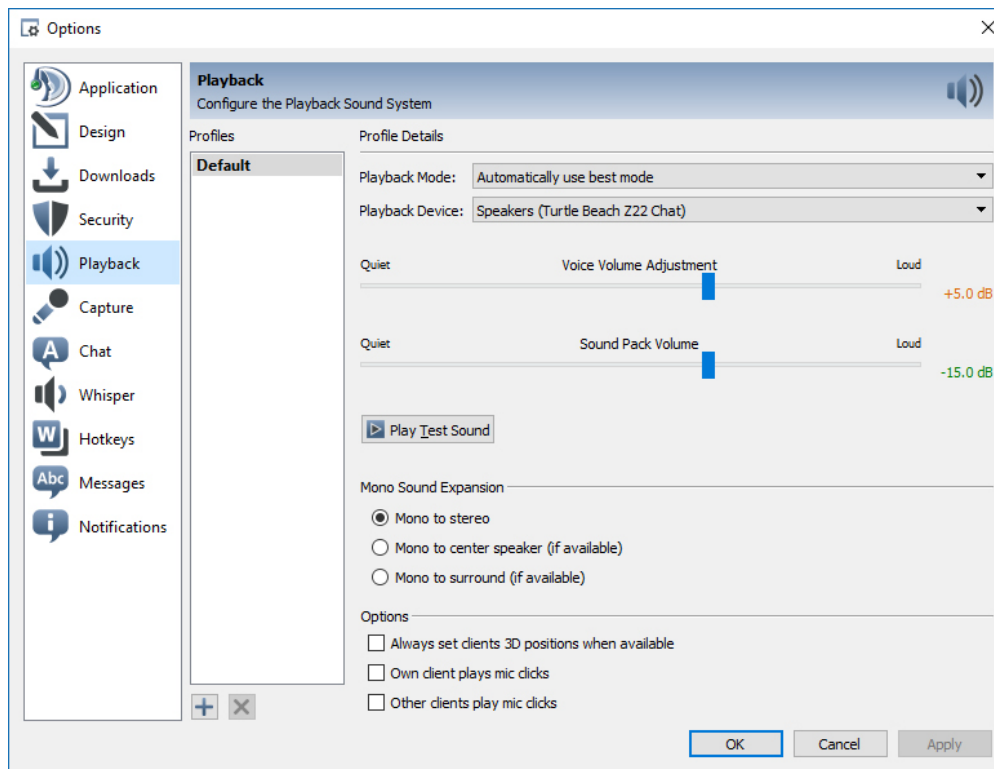 Options
Application
Design
Downloads
Security
Playback
Capture
Chat
Whisper
Hotkeys
Messages
Notifications
Playback
Configure the Playback Sound System
Profiles
Default
Profile Details
Playback Mode: Automatically use best mode
Playback Device: Speakers (Turtle Beach Z22 Chat)
Quiet Voice Volume Adjustment Loud
+5.0 dB
Quiet Sound Pack Volume Loud
-15.0 dB
Play Test Sound
Mono Sound Expansion
Mono to stereo
Mono to center speaker (if available)
Mono to surround (if available)
Options
Always set clients 3D positions when available
Own client plays mic clicks
Other clients play mic clicks
OK Cancel Apply